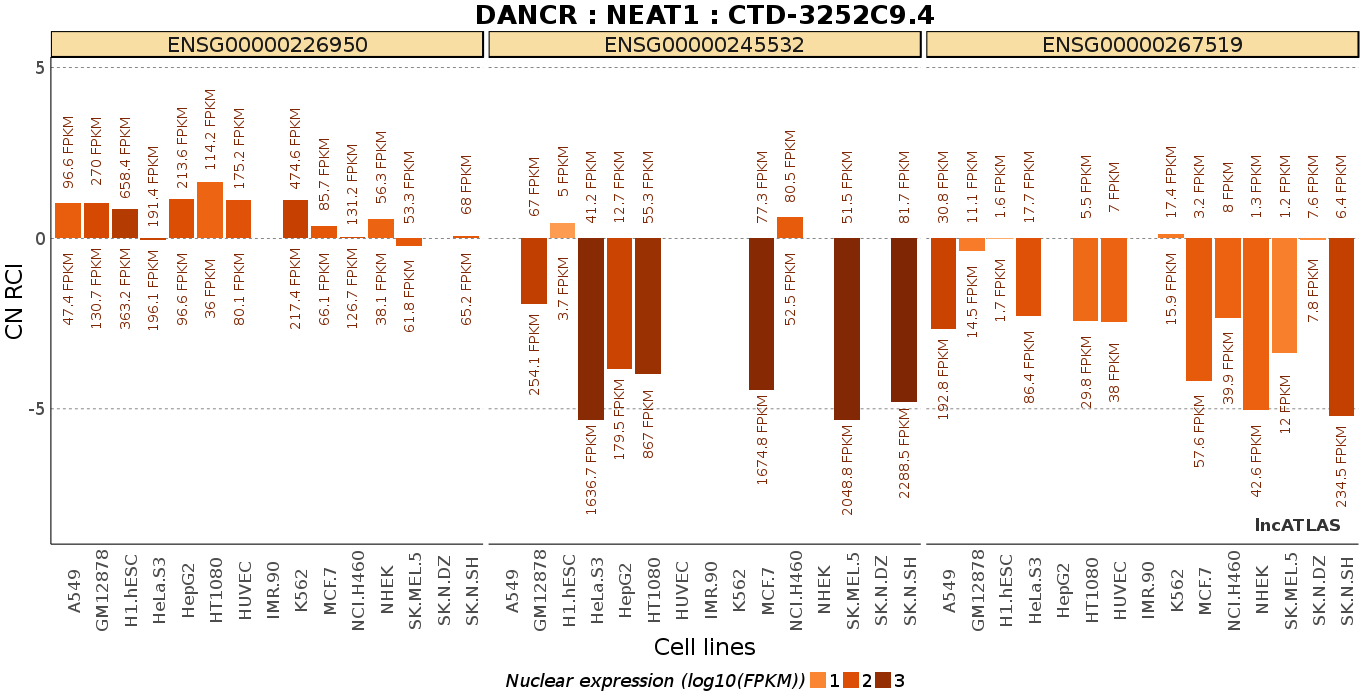 DANCR : NEAT1 : CTD-3252C9.4
ENSG00000226950 ENSG00000245532 ENSG00000267519
CN RCI
5
0
-5
96.6 FPKM 270 FPKM 658.4 FPKM 191.4 FPKM 213.6 FPKM 114.2 FPKM 175.2 FPKM 474.6 FPKM 85.7 FPKM 131.2 FPKM 56.3 FPKM 53.3 FPKM 68 FPKM
47.4 FPKM 130.7 FPKM 363.2 FPKM 196.1 FPKM 96.6 FPKM 36 FPKM 80.1 FPKM 217.4 FPKM 66.1 FPKM 126.7 FPKM 38.1 FPKM 61.8 FPKM 65.2 FPKM
67 FPKM 5 FPKM 41.2 FPKM 12.7 FPKM 55.3 FPKM 77.3 FPKM 80.5 FPKM 51.5 FPKM 81.7 FPKM
254.1 FPKM 3.7 FPKM 1636.7 FPKM 179.5 FPKM 867 FPKM 1674.8 FPKM 52.5 FPKM 2048.8 FPKM 2288.5 FPKM
30.8 FPKM 11.1 FPKM 1.6 FPKM 17.7 FPKM 5.5 FPKM 7 FPKM 17.4 FPKM 3.2 FPKM 8 FPKM 1.3 FPKM 1.2 FPKM 7.6 FPKM 6.4 FPKM
192.8 FPKM 14.5 FPKM 1.7 FPKM 86.4 FPKM 29.8 FPKM 38 FPKM 15.9 FPKM 57.6 FPKM 39.9 FPKM 42.6 FPKM 12 FPKM 7.8 FPKM 234.5 FPKM
lncATLAS
A549 GM12878 H1.hESC HeLa.S3 HepG2 HT1080 HUVEC IMR.90 K562 MCF.7 NCI.H460 NHEK SK.MEL.5 SK.N.DZ SK.N.SH
A549 GM12878 H1.hESC HeLa.S3 HepG2 HT1080 HUVEC IMR.90 K562 MCF.7 NCI.H460 NHEK SK.MEL.5 SK.N.DZ SK.N.SH
A549 GM12878 H1.hESC HeLa.S3 HepG2 HT1080 HUVEC IMR.90 K562 MCF.7 NCI.H460 NHEK SK.MEL.5 SK.N.DZ SK.N.SH
Cell lines
Nuclear expression (log10(FPKM)) 1 2 3